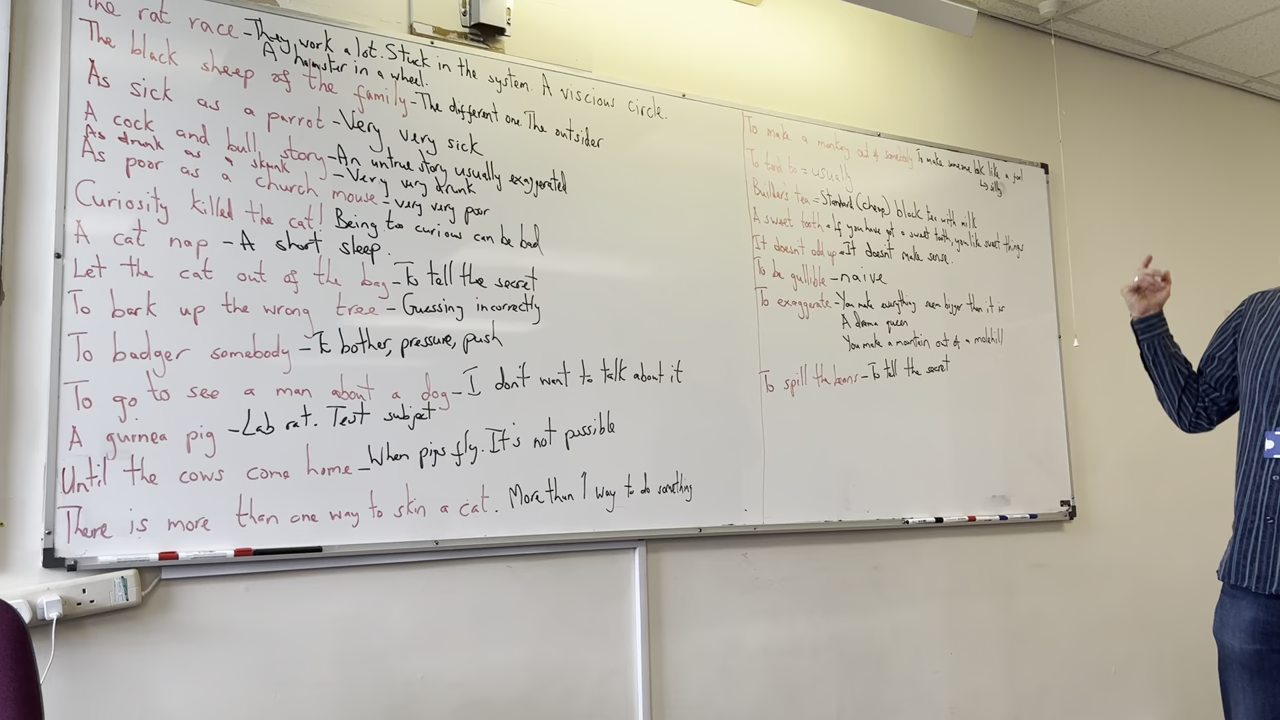 The rat race - They work a lot. Stuck in the system. A viscious circle.
A hamster in a wheel.
The black sheep of the family - The different one. The outsider
As sick as a parrot - Very very sick
A cock and bull story - An untrue story usually exaggerated
As drunk as a skunk - Very very drunk
As poor as a church mouse - very very poor
Curiosity killed the cat! Being too curious can be bad
A cat nap - A short sleep.
Let the cat out of the bag - To tell the secret
To bark up the wrong tree - Guessing incorrectly
To badger somebody - To bother, pressure, push
To go to see a man about a dog - I don't want to talk about it
A guinea pig - Lab rat. Test subject
Until the cows come home - When pigs fly. It's not possible
There is more than one way to skin a cat. More than 1 way to do something
To make a monkey out of somebody To make someone look like a fool
↳ silly
To tend to = usually
Builder's tea = Standard (cheap) black tea with milk
A sweet tooth = If you have got a sweet tooth, you like sweet things
It doesn't add up = It doesn't make sense.
To be gullible - naive
To exaggerate - You make everything seem bigger than it is
A drama queen
You make a mountain out of a molehill
To spill the beans - To tell the secret